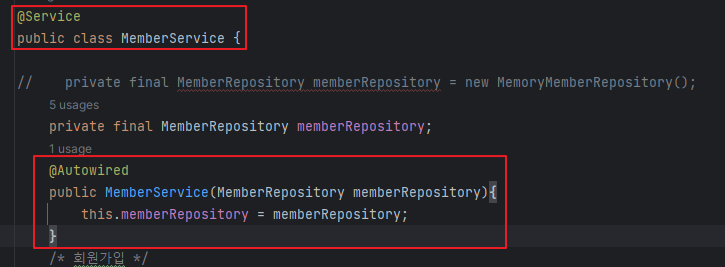 @Service
public class MemberService {
//    private final MemberRepository memberRepository = new MemoryMemberRepository();
5 usages
private final MemberRepository memberRepository;
1 usage
@Autowired
public MemberService(MemberRepository memberRepository){
this.memberRepository = memberRepository;
}
/* 회원가입 */